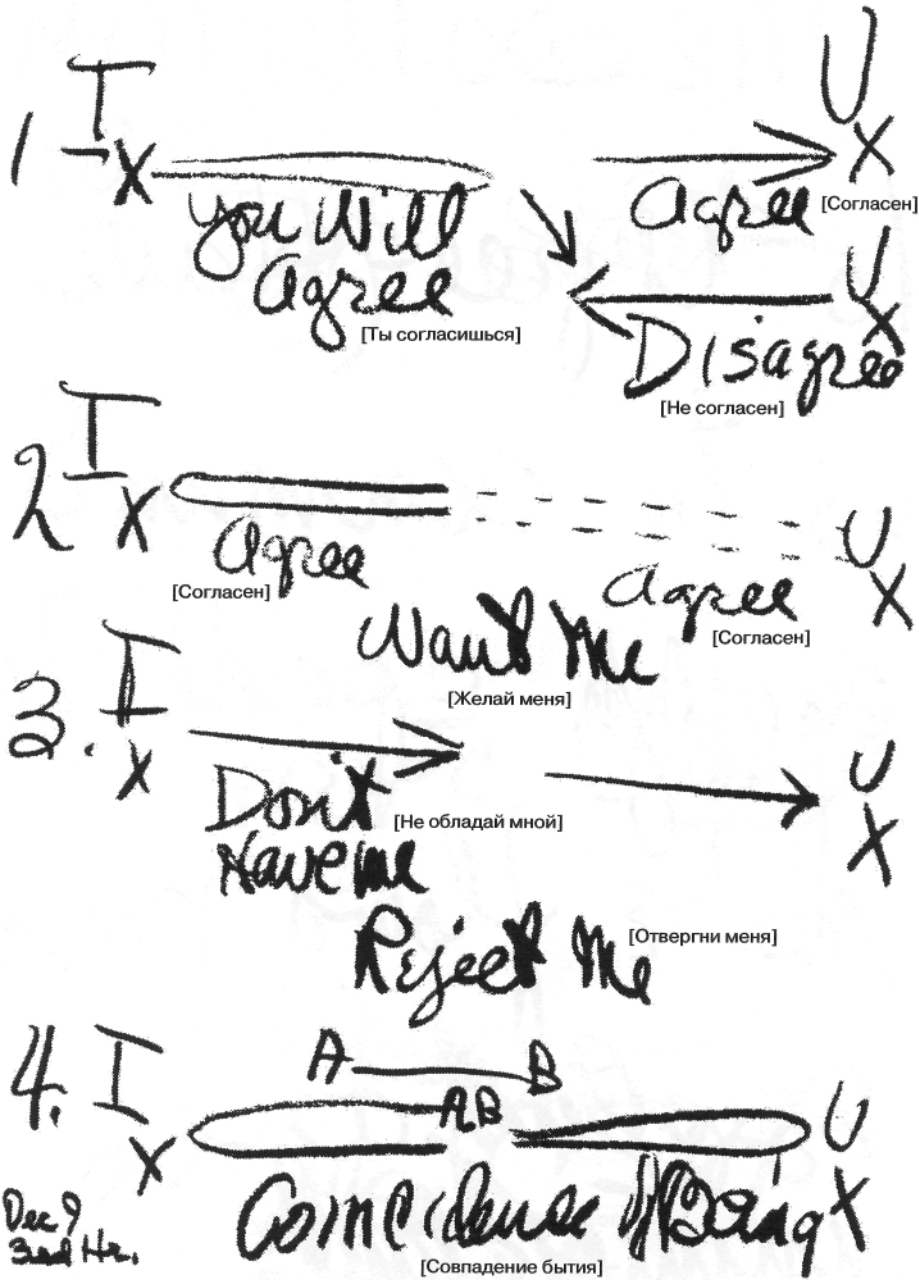 I U
1 X X
You Will Agree [Согласен]
Agree
[Ты согласишься]
U
X
Disagree
[Не согласен]
I
2 X U
Agree X
[Согласен] Agree
[Согласен]
Want Me
[Желай меня]
3. I
X U
Don't [Не обладай мной] X
Have me
Reject Me [Отвергни меня]
4. I A B
AB U
X X
Coincidence of Being
[Совпадение бытия]
Dec 9